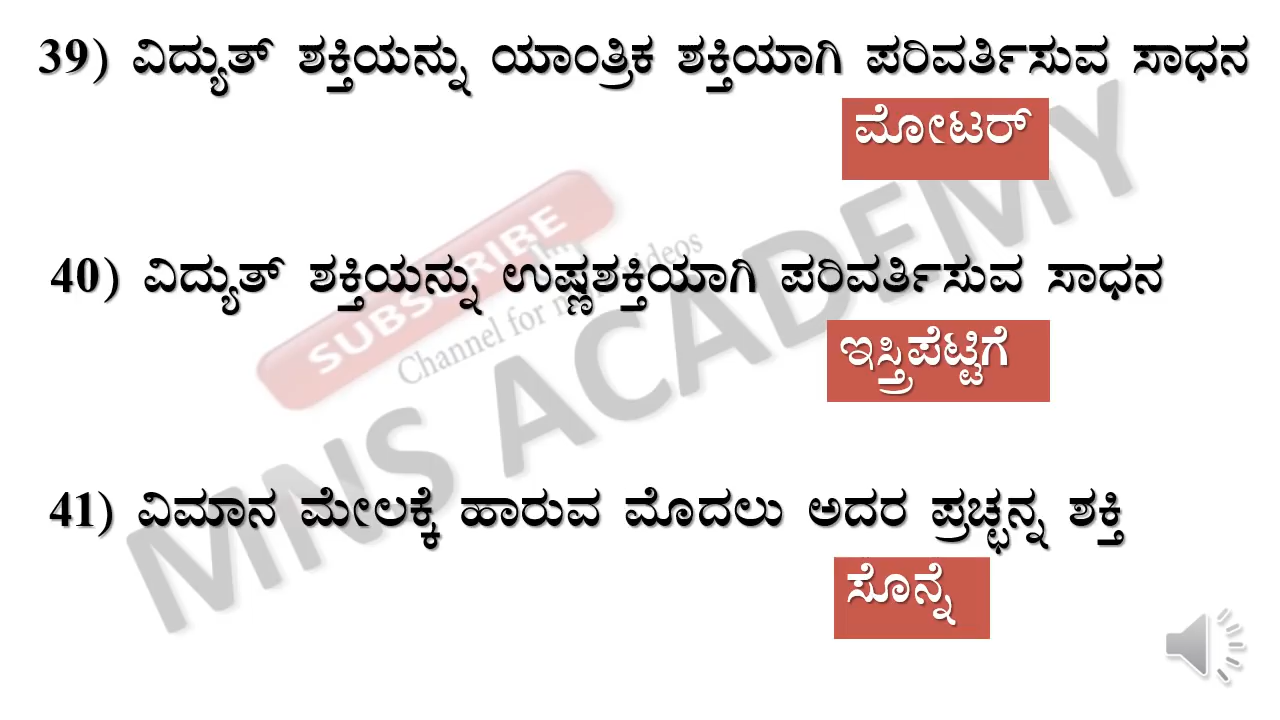 39) ವಿದ್ಯುತ್ ಶಕ್ತಿಯನ್ನು ಯಾಂತ್ರಿಕ ಶಕ್ತಿಯಾಗಿ ಪರಿವರ್ತಿಸುವ ಸಾಧನ
ಮೋಟರ್
40) ವಿದ್ಯುತ್ ಶಕ್ತಿಯನ್ನು ಉಷ್ಣಶಕ್ತಿಯಾಗಿ ಪರಿವರ್ತಿಸುವ ಸಾಧನ
ಇಸ್ತ್ರಿಪೆಟ್ಟಿಗೆ
41) ವಿಮಾನ ಮೇಲಕ್ಕೆ ಹಾರುವ ಮೊದಲು ಅದರ ಪ್ರಚ್ಛನ್ನ ಶಕ್ತಿ
ಸೊನ್ನೆ
SUBSCRIBE
Channel for videos
MNS ACADEMY